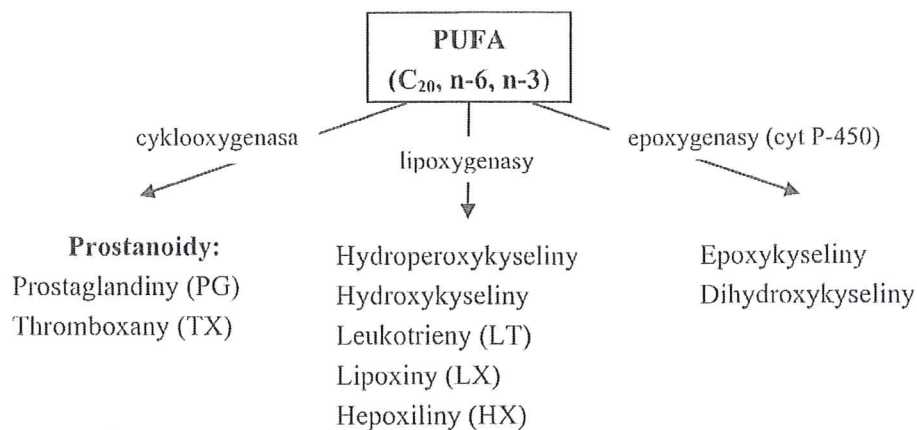 PUFA
(C₂₀, n-6, n-3)
cyklooxygenasa
lipoxygenasy
epoxygenasy (cyt P-450)
Prostanoidy:
Prostaglandiny (PG)
Thromboxany (TX)
Hydroperoxykyseliny
Hydroxykyseliny
Leukotrieny (LT)
Lipoxiny (LX)
Hepoxiliny (HX)
Epoxykyseliny
Dihydroxykyseliny